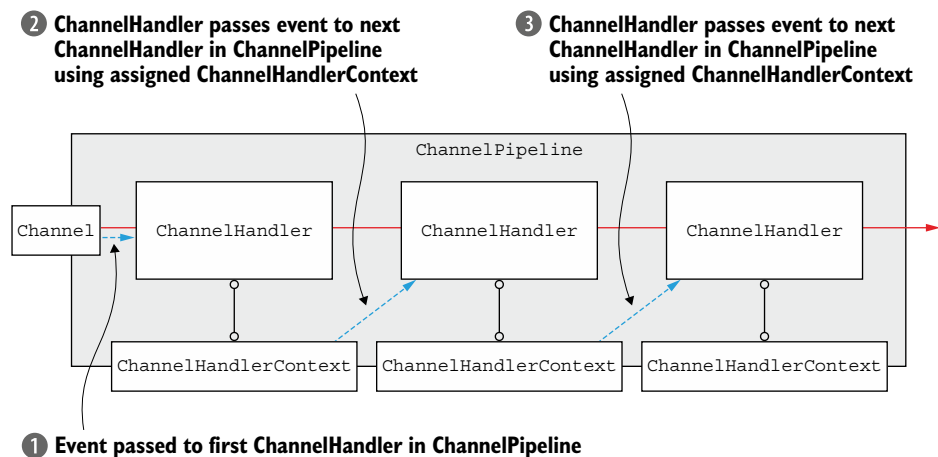 2 ChannelHandler passes event to next
ChannelHandler in ChannelPipeline
using assigned ChannelHandlerContext
3 ChannelHandler passes event to next
ChannelHandler in ChannelPipeline
using assigned ChannelHandlerContext
ChannelPipeline
Channel
ChannelHandler
ChannelHandler
ChannelHandler
ChannelHandlerContext
ChannelHandlerContext
ChannelHandlerContext
1 Event passed to first ChannelHandler in ChannelPipeline